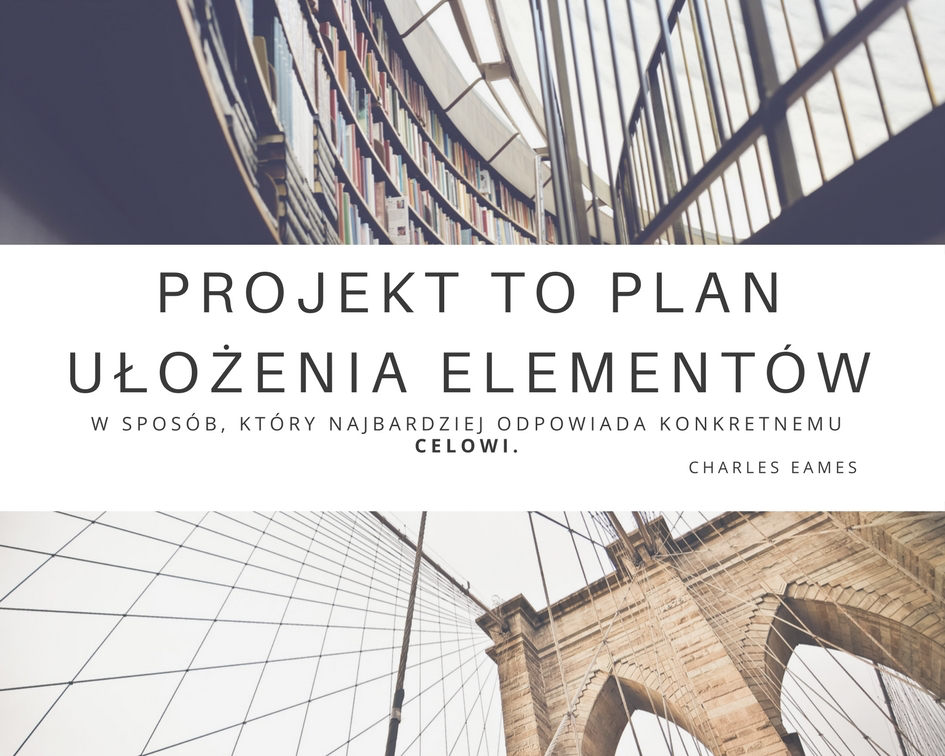 PROJEKT TO PLAN
UŁOŻENIA ELEMENTÓW
W SPOSÓB, KTÓRY NAJBARDZIEJ ODPOWIADA KONKRETNEMU
CELOWI.
CHARLES EAMES